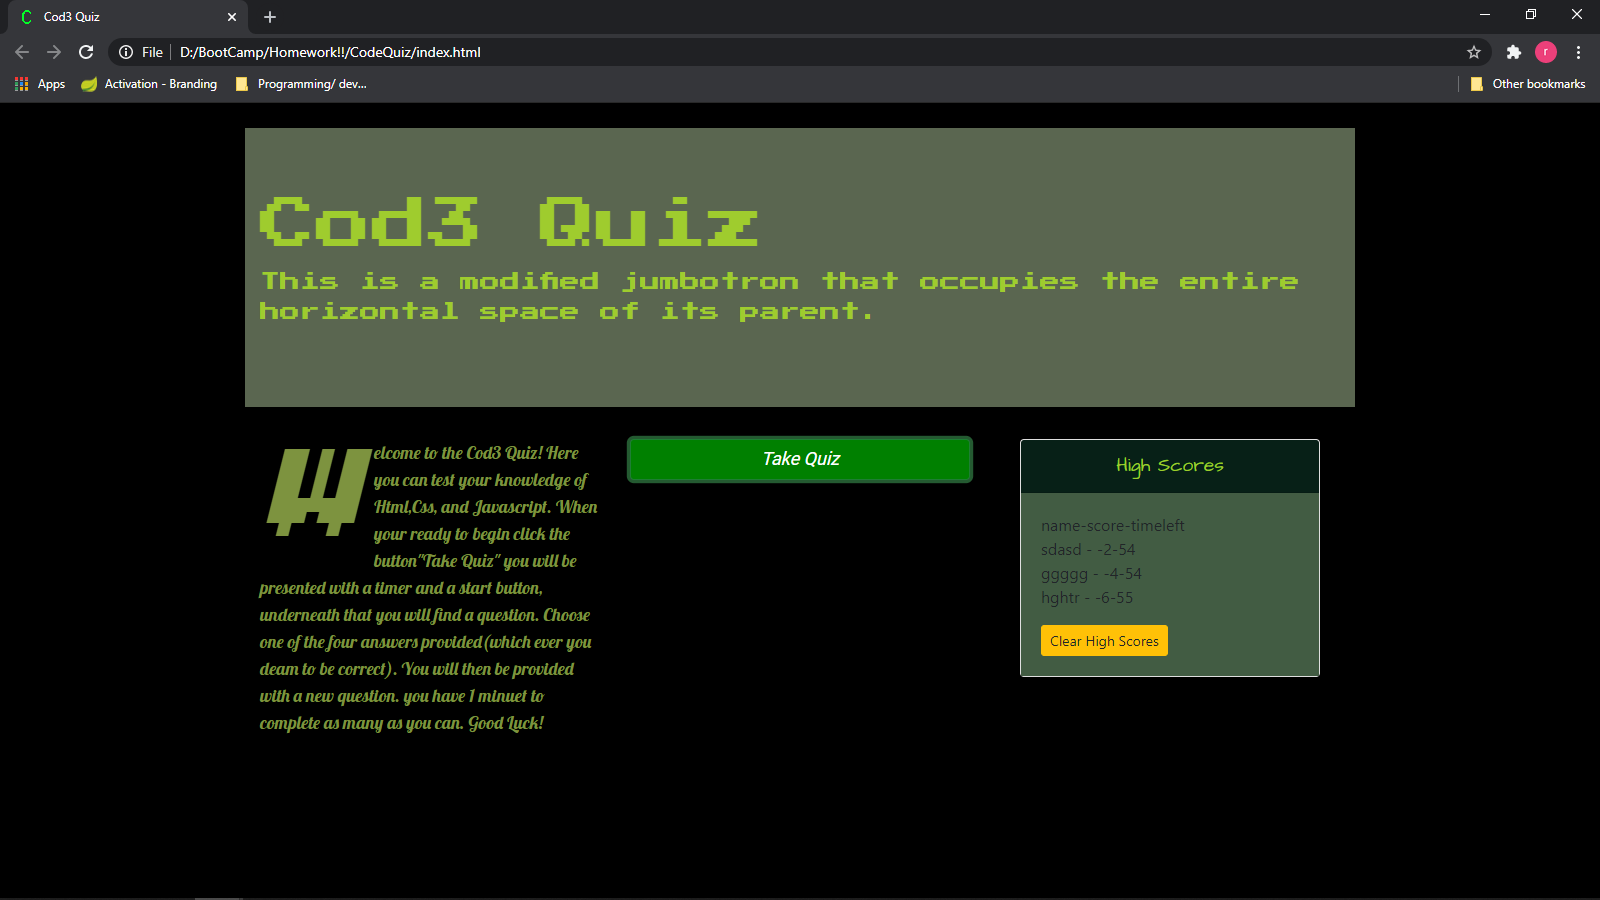 Cod3 Quiz
File
D:/BootCamp/Homework!!/CodeQuiz/index.html
r
Apps
Activation - Branding
Programming/ dev...
Other bookmarks
Cod3 Quiz
This is a modified jumbotron that occupies the entire
horizontal space of its parent.
Welcome to the Cod3 Quiz! Here
you can test your knowledge of
Html,Css, and Javascript. When
your ready to begin click the
button"Take Quiz" you will be
presented with a timer and a start button,
underneath that you will find a question. Choose
one of the four answers provided(which ever you
deam to be correct). You will then be provided
with a new question. you have 1 minuet to
complete as many as you can. Good Luck!
Take Quiz
High Scores
name-score-timeleft
sdasd - -2-54
ggggg - -4-54
hghtr - -6-55
Clear High Scores